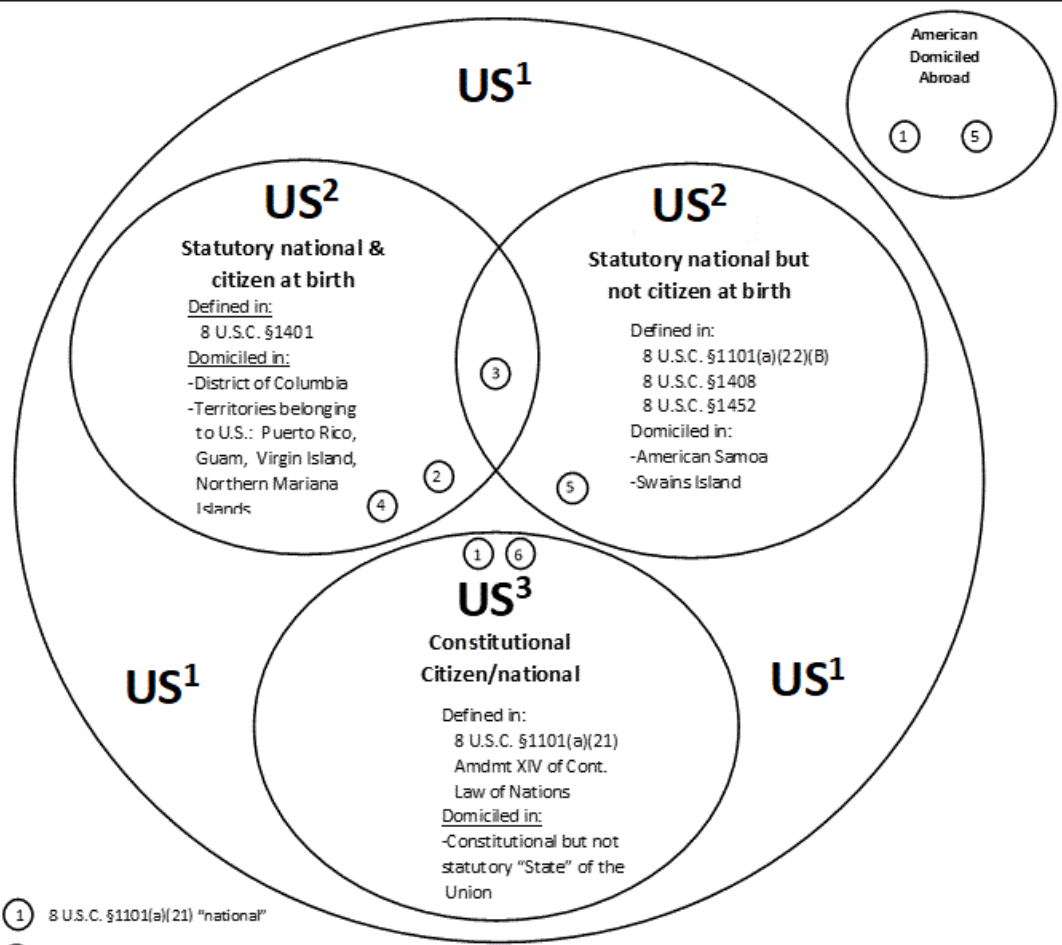 US¹
American
Domiciled
Abroad
1 5
US²
Statutory national &
citizen at birth
Defined in:
8 U.S.C. §1401
Domiciled in:
-District of Columbia
-Territories belonging
to U.S.: Puerto Rico,
Guam, Virgin Island,
Northern Mariana
Islands
2
4
3
US²
Statutory national but
not citizen at birth
Defined in:
8 U.S.C. §1101(a)(22)(B)
8 U.S.C. §1408
8 U.S.C. §1452
Domiciled in:
-American Samoa
-Swains Island
5
1 6
US³
Constitutional
Citizen/national
Defined in:
8 U.S.C. §1101(a)(21)
Amdmt XIV of Cont.
Law of Nations
Domiciled in:
-Constitutional but not
statutory “State” of the
Union
US¹
US¹
1 8 U.S.C. §1101(a)(21) “national”